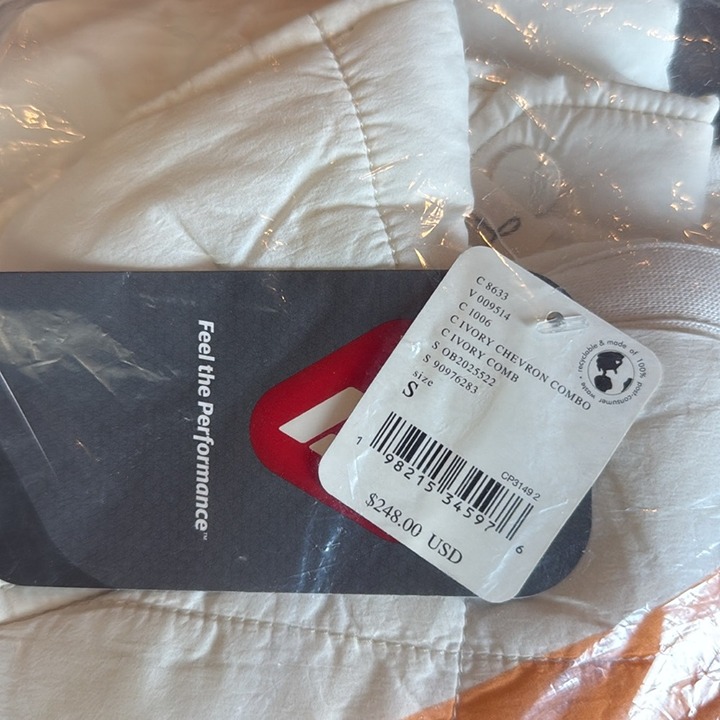 Feel the Performance™
C 8633
V 009514
C 1006
C IVORY CHEVRON COMBO
C IVORY COMB
S OB2025522
S 90976283
size
S
recyclable & made of 100% post-consumer waste •
CP3149 2
1 98215 34597 6
$248.00 USD